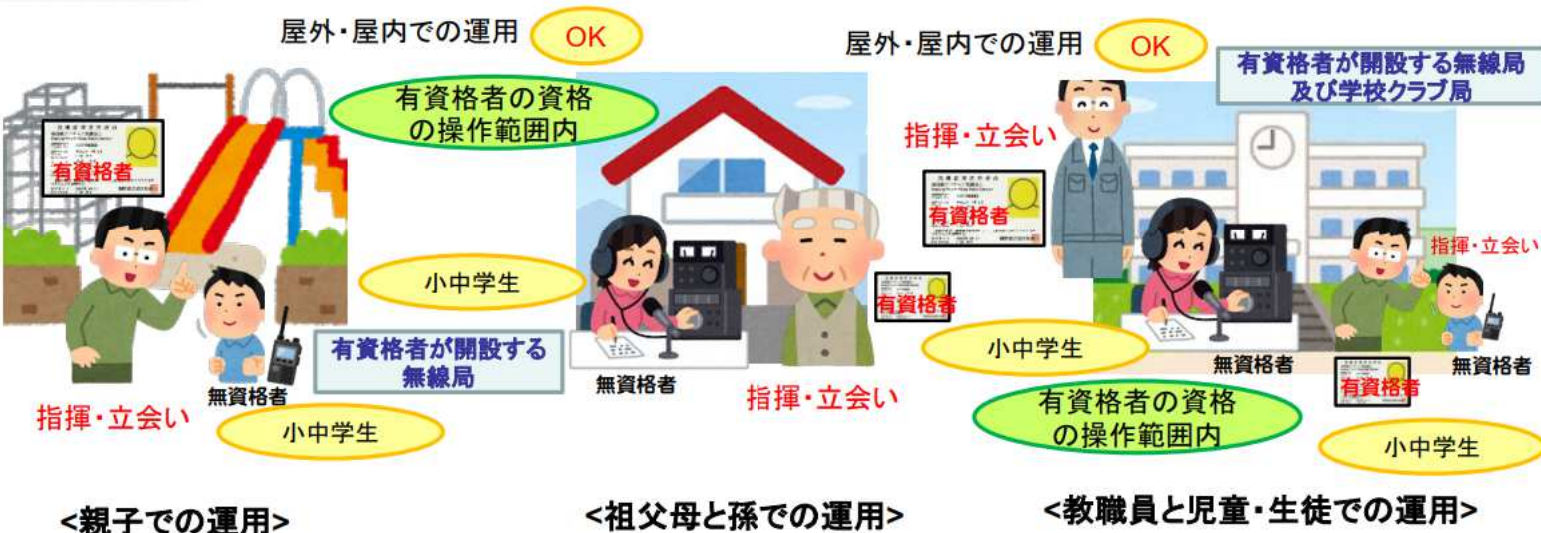 屋外・屋内での運用
OK
有資格者の資格
の操作範囲内
有資格者
小中学生
有資格者が開設する
無線局
無資格者
指揮・立会い
小中学生
無資格者
指揮・立会い
有資格者
<親子での運用>
<祖父母と孫での運用>
屋外・屋内での運用
OK
有資格者が開設する無線局
及び学校クラブ局
指揮・立会い
有資格者
指揮・立会い
小中学生
無資格者
無資格者
有資格者
有資格者の資格
の操作範囲内
小中学生
<教職員と児童・生徒での運用>